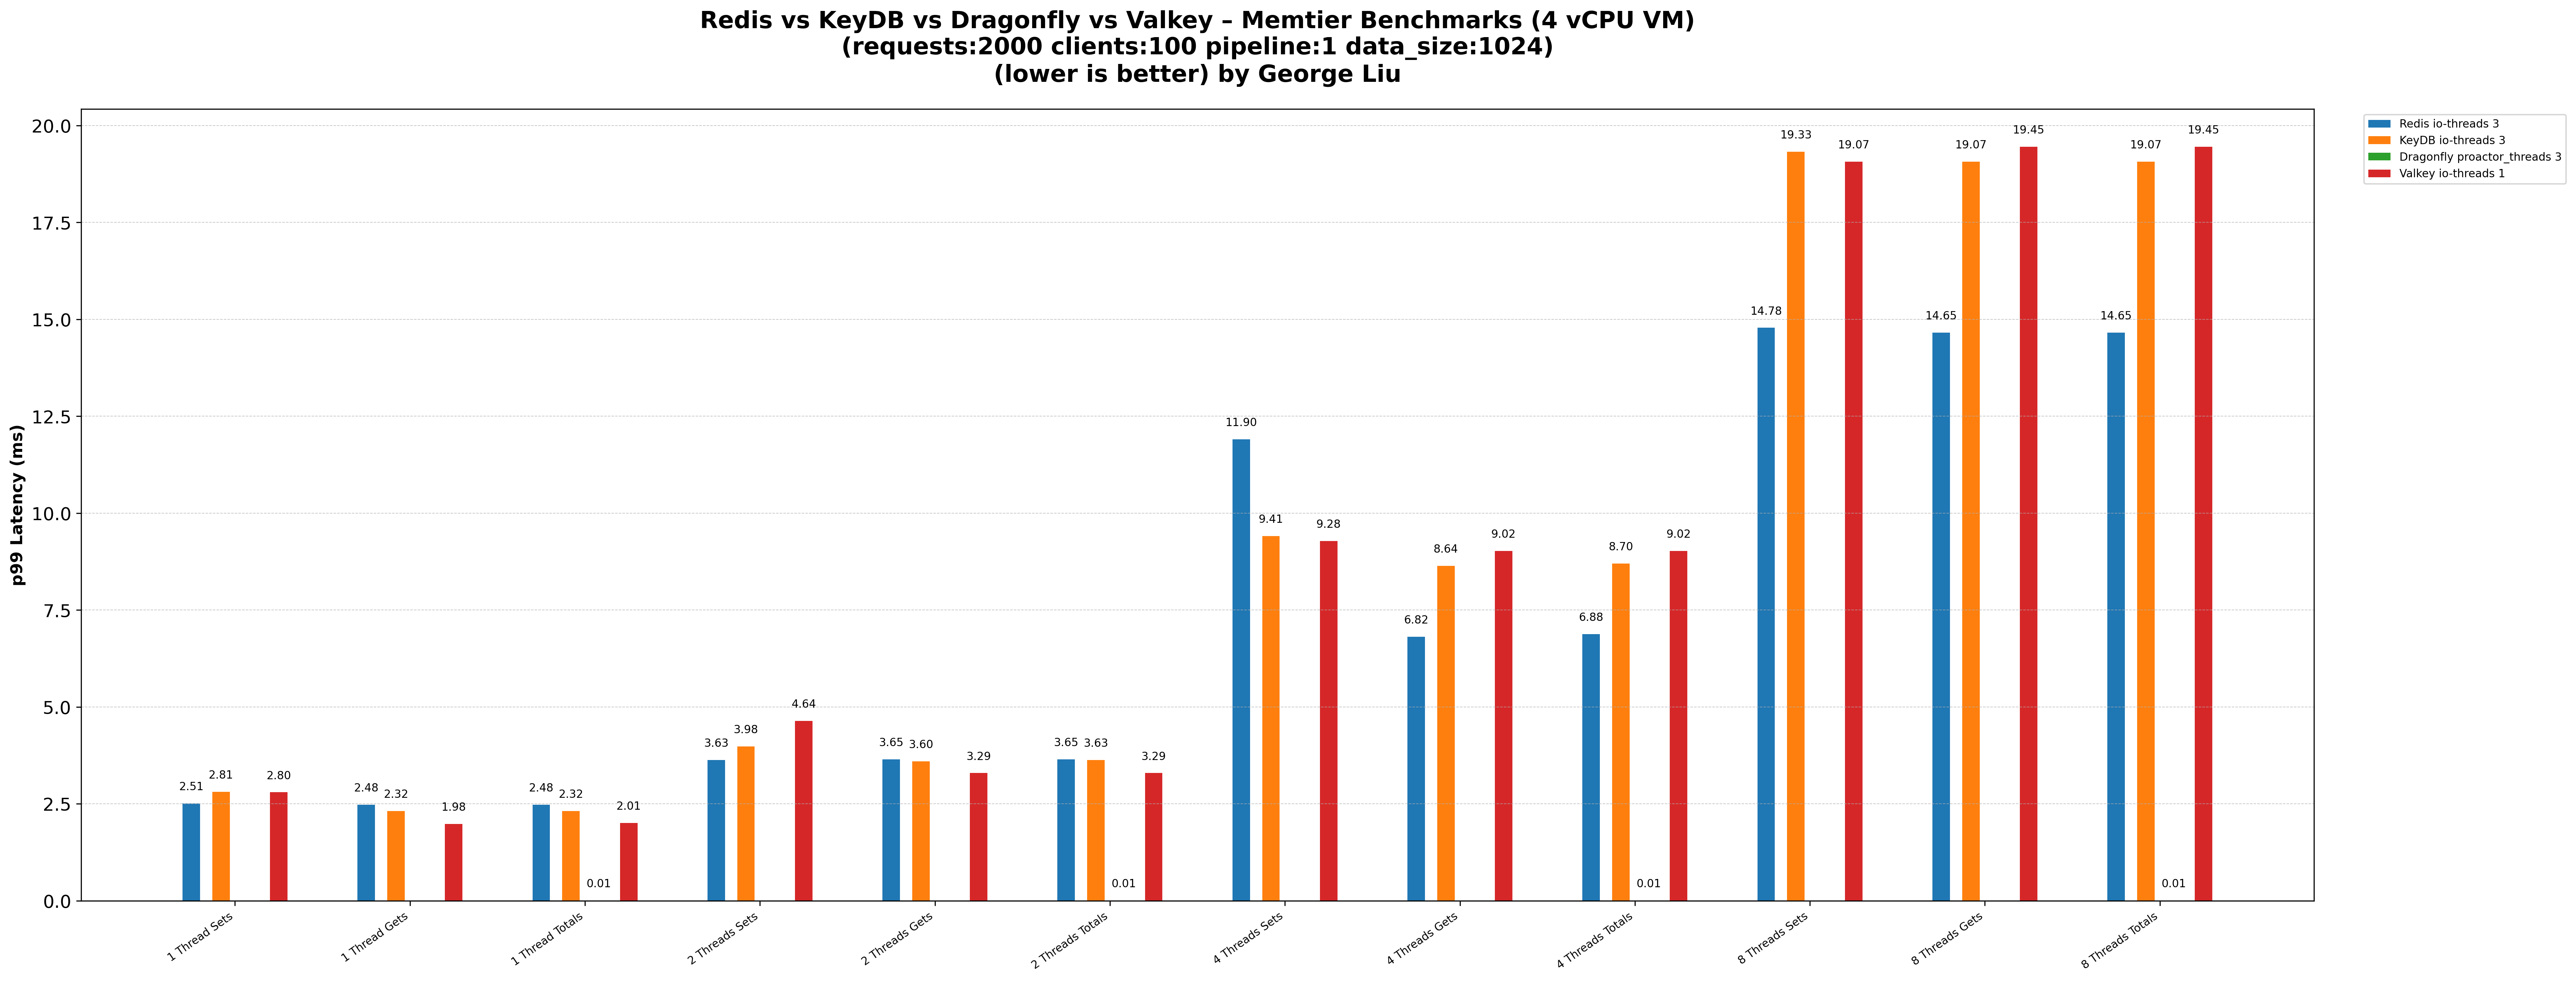 Redis vs KeyDB vs Dragonfly vs Valkey – Memtier Benchmarks (4 vCPU VM)
(requests:2000 clients:100 pipeline:1 data_size:1024)
(lower is better) by George Liu
Redis io-threads 3
KeyDB io-threads 3
Dragonfly proactor_threads 3
Valkey io-threads 1
p99 Latency (ms)
20.0
17.5
15.0
12.5
10.0
7.5
5.0
2.5
0.0
2.51
2.81
2.80
2.48
2.32
1.98
2.48
2.32
0.01
2.01
3.63
3.98
4.64
3.65
3.60
3.29
3.65
3.63
0.01
3.29
11.90
9.41
9.28
6.82
8.64
9.02
6.88
8.70
0.01
9.02
14.78
19.33
19.07
14.65
19.07
19.45
14.65
19.07
0.01
19.45
1 Thread Sets
1 Thread Gets
1 Thread Totals
2 Threads Sets
2 Threads Gets
2 Threads Totals
4 Threads Sets
4 Threads Gets
4 Threads Totals
8 Threads Sets
8 Threads Gets
8 Threads Totals